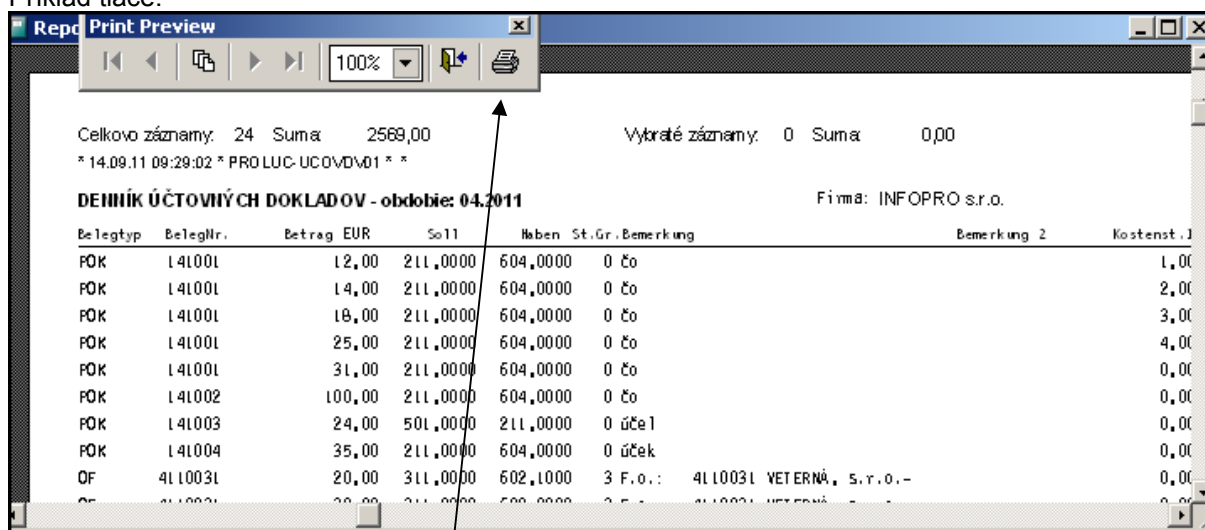 Príklad tlače:
Repo Print Preview
100%
Celkovo záznamy: 24 Suma: 2569,00 Vybraté záznamy: 0 Suma: 0,00
* 14.09.11 09:29:02 * PROLUC-UCOVDV01 * *
DENNÍK ÚČTOVNÝCH DOKLADOV - obdobie: 04.2011 Firma: INFOPRO s.r.o.
Belegtyp BelegNr. Betrag EUR Soll Haben St.Gr.Bemerkung Bemerkung 2 Kostenst.1
POK 141001 12,00 211,0000 604,0000 0 čo 1,00
POK 141001 14,00 211,0000 604,0000 0 čo 2,00
POK 141001 18,00 211,0000 604,0000 0 čo 3,00
POK 141001 25,00 211,0000 604,0000 0 čo 4,00
POK 141001 31,00 211,0000 604,0000 0 čo 0,00
POK 141002 100,00 211,0000 604,0000 0 čo 0,00
POK 141003 24,00 501,0000 211,0000 0 účel 0,00
POK 141004 35,00 211,0000 604,0000 0 úček 0,00
OF 4110031 20,00 311,0000 602,1000 3 F.o.: 4110031 VETERNÁ, s.r.o.- 0,00